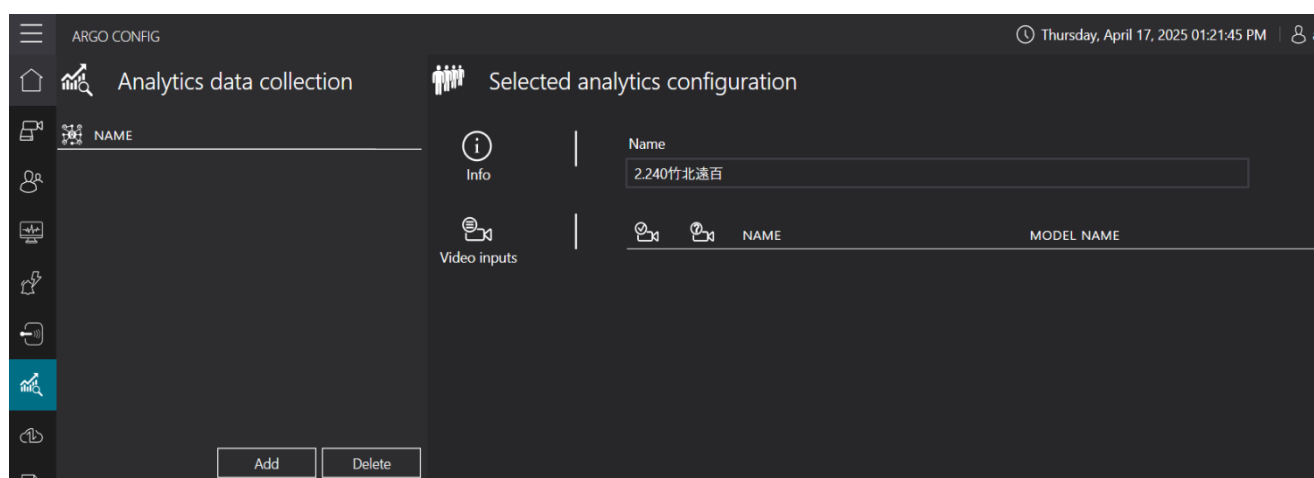 ARGO CONFIG
Thursday, April 17, 2025 01:21:45 PM
Analytics data collection
Selected analytics configuration
NAME
Info
Name
2.240竹北遠百
Video inputs
NAME
MODEL NAME
Add
Delete